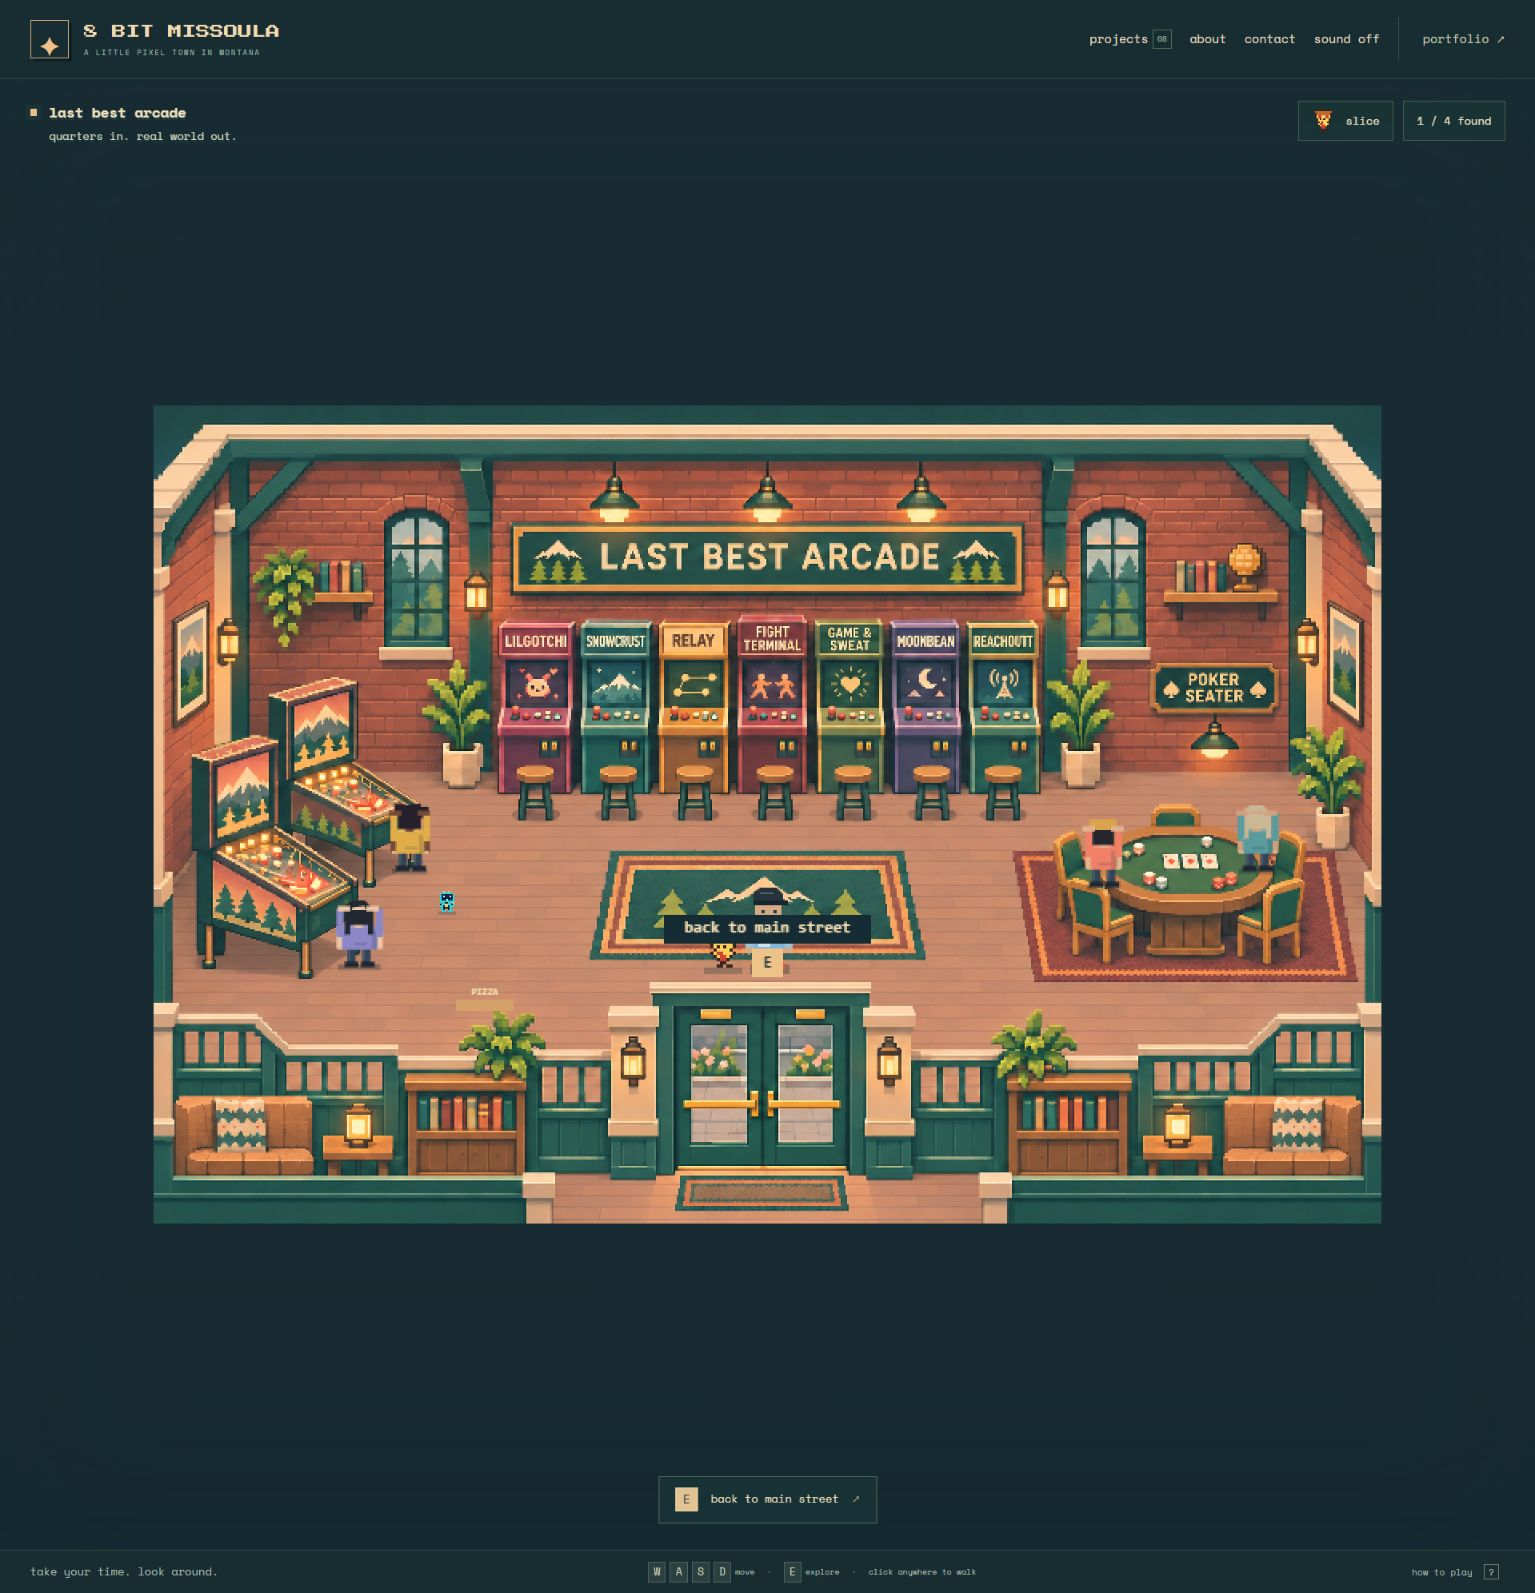 8 BIT MISSOULA
A LITTLE PIXEL TOWN IN MONTANA
projects 08 about contact sound off portfolio ↗
last best arcade
quarters in. real world out.
slice
1 / 4 found
LAST BEST ARCADE
LILGOTCHI
SNOWCRUST
RELAY
FIGHT
TERMINAL
GAME &
SWEAT
MOONBEAN
REACHOUTT
POKER
SEATER
back to main street
E
PIZZA
E back to main street ↗
take your time. look around.
W A S D move · E explore · click anywhere to walk
how to play ?